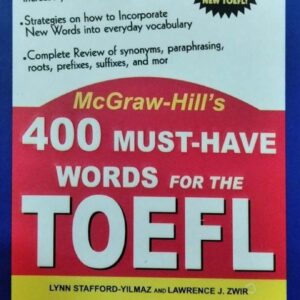 NEW TOEFL!
•Strategies on how to Incorporate
New Words into everyday vocabulary
•Complete Review of synonyms, paraphrasing,
roots, prefixes, suffixes, and mor
McGraw-Hill's
400 MUST-HAVE
WORDS FOR THE
TOEFL
LYNN STAFFORD-YILMAZ AND LAWRENCE J. ZWIR